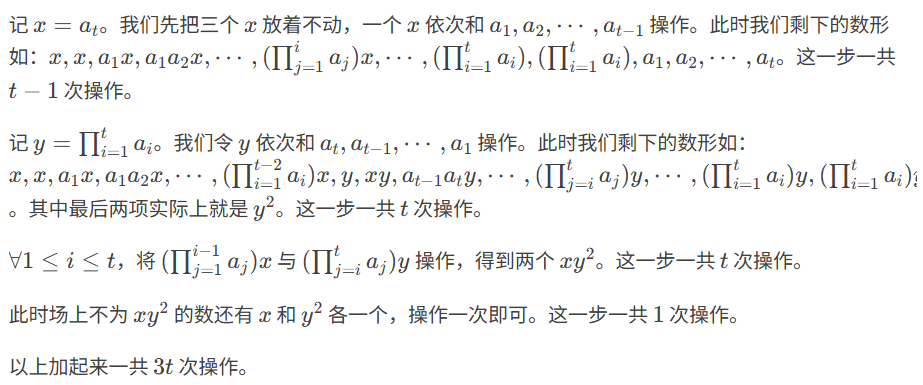 记 $x = a_t$。我们先把三个 $x$ 放着不动，一个 $x$ 依次和 $a_1, a_2, \cdots, a_{t-1}$ 操作。此时我们剩下的数形
如：$x, x, a_1x, a_1a_2x, \cdots, (\prod_{j=1}^{i} a_j)x, \cdots, (\prod_{i=1}^{t} a_i), (\prod_{i=1}^{t} a_i), a_1, a_2, \cdots, a_t$。这一步一共
$t-1$ 次操作。
记 $y = \prod_{i=1}^{t} a_i$。我们令 $y$ 依次和 $a_t, a_{t-1}, \cdots, a_1$ 操作。此时我们剩下的数形如：
$x, x, a_1x, a_1a_2x, \cdots, (\prod_{i=1}^{t-2} a_i)x, y, xy, a_{t-1}a_ty, \cdots, (\prod_{j=i}^{t} a_j)y, \cdots, (\prod_{i=1}^{t} a_i)y, (\prod_{i=1}^{t} a_i)$
。其中最后两项实际上就是 $y^2$。这一步一共 $t$ 次操作。
$\forall 1 \le i \le t$，将 $(\prod_{j=1}^{i-1} a_j)x$ 与 $(\prod_{j=i}^{t} a_j)y$ 操作，得到两个 $xy^2$。这一步一共 $t$ 次操作。
此时场上不为 $xy^2$ 的数还有 $x$ 和 $y^2$ 各一个，操作一次即可。这一步一共 $1$ 次操作。
以上加起来一共 $3t$ 次操作。